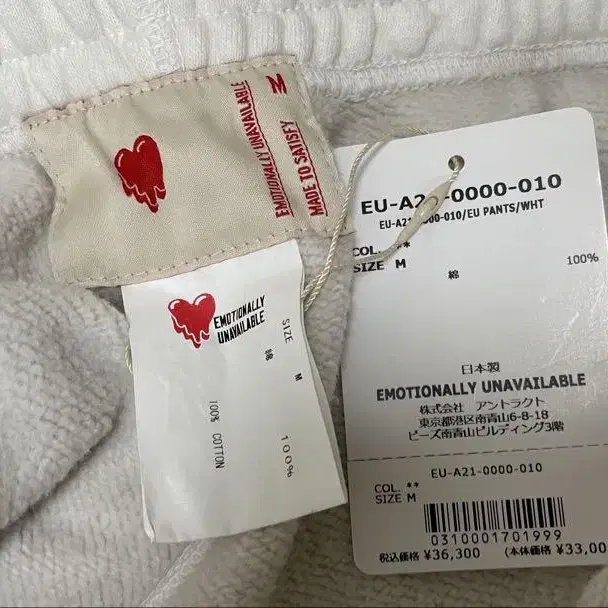 EMOTIONALLY UNAVAILABLE
MADE TO SATISFY
M
EMOTIONALLY
UNAVAILABLE
SIZE M
綿 100%
100% COTTON
EU-A21-0000-010
EU-A21-0000-010/EU PANTS/WHT
COL. **
SIZE M
綿 100%
日本製
EMOTIONALLY UNAVAILABLE
株式会社 アントラクト
東京都港区南青山6-8-18
ピーズ南青山ビルディング3階
EU-A21-0000-010
COL. **
SIZE M
0310001701999
税込価格 ¥36,300 (本体価格 ¥33,00